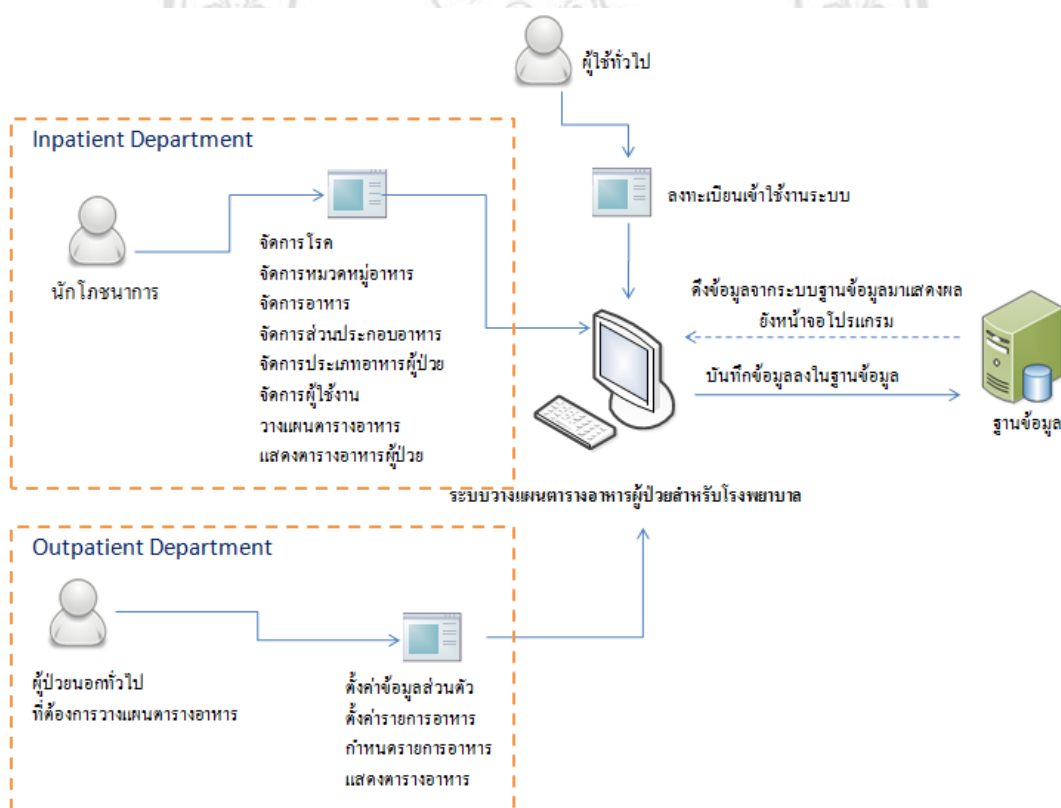 ผู้ใช้ทั่วไป
Inpatient Department
ลงทะเบียนเข้าใช้งานระบบ
นักโภชนาการ
จัดการโรค
จัดการหมวดหมู่อาหาร
จัดการอาหาร
จัดการส่วนประกอบอาหาร
จัดการประเภทอาหารผู้ป่วย
จัดการผู้ใช้งาน
วางแผนตารางอาหาร
แสดงตารางอาหารผู้ป่วย
ดึงข้อมูลจากระบบฐานข้อมูลมาแสดงผล
ยังหน้าจอโปรแกรม
บันทึกข้อมูลลงในฐานข้อมูล
ฐานข้อมูล
ระบบวางแผนตารางอาหารผู้ป่วยสำหรับโรงพยาบาล
Outpatient Department
ผู้ป่วยนอกทั่วไป
ที่ต้องการวางแผนตารางอาหาร
ตั้งค่าข้อมูลส่วนตัว
ตั้งค่ารายการอาหาร
กำหนดรายการอาหาร
แสดงตารางอาหาร